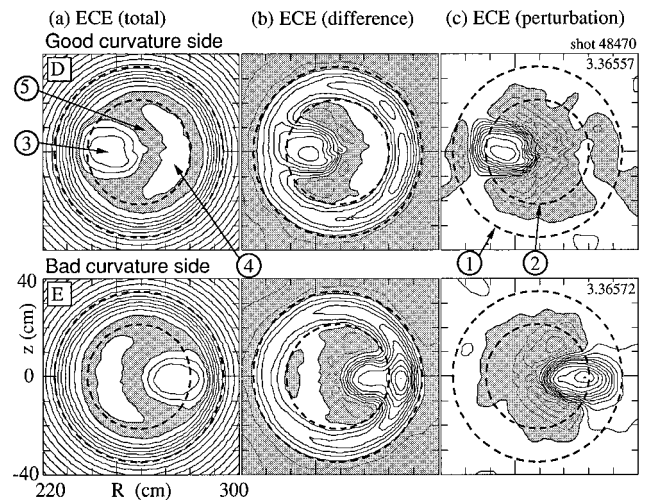 (a) ECE (total) (b) ECE (difference) (c) ECE (perturbation)
Good curvature side shot 48470
D 3.36557
5
3
4
1 2
Bad curvature side
E 3.36572
40
z (cm)
0
-40
220 R (cm) 300